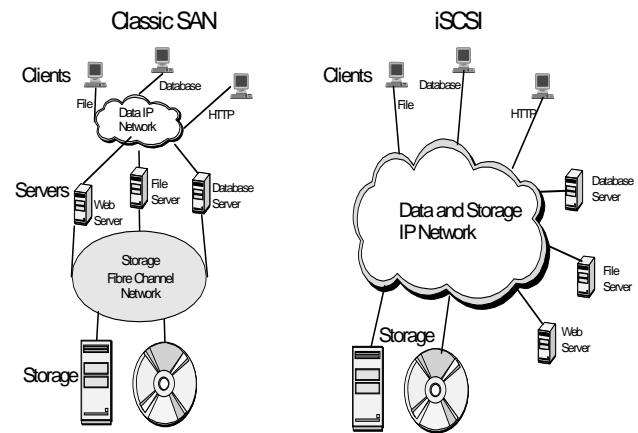 Classic SAN
Clients
Database
File
HTTP
Data IP
Network
Servers
Web
Server
File
Server
Database
Server
Storage
Fibre Channel
Network
Storage
iSCSI
Clients
Database
File
HTTP
Data and Storage
IP Network
Database
Server
File
Server
Web
Server
Storage